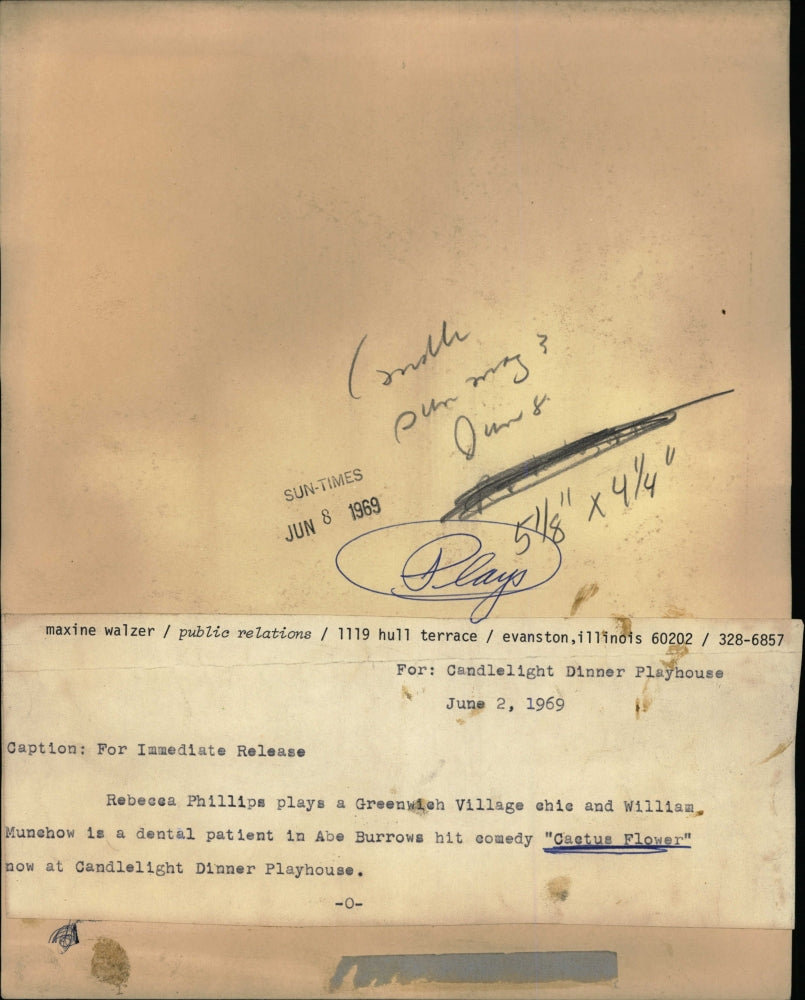 June 8
SUN-TIMES
JUN 8 1969
5 1/8" x 4 1/4"
Plays
maxine walzer / public relations / 1119 hull terrace / evanston, illinois 60202 / 328-6857
For: Candlelight Dinner Playhouse
June 2, 1969
Caption: For Immediate Release
Rebecca Phillips plays a Greenwich Village chic and William
Munchow is a dental patient in Abe Burrows hit comedy "Cactus Flower"
now at Candlelight Dinner Playhouse.
-0-